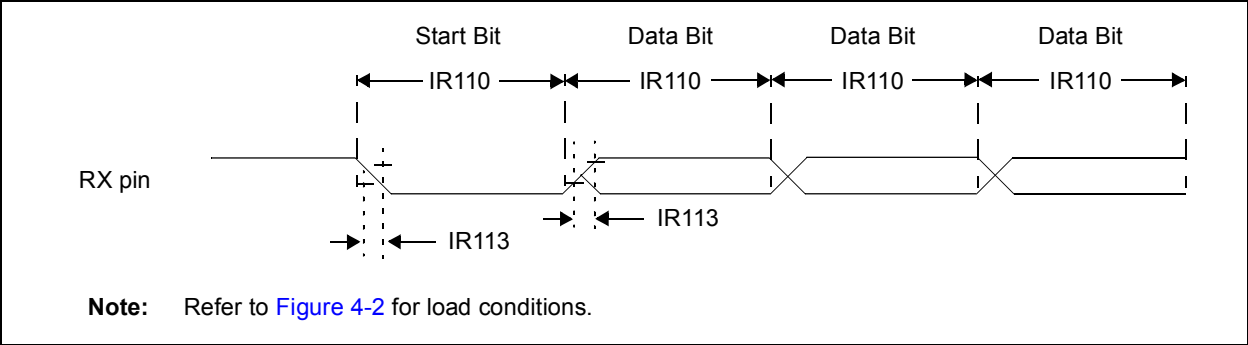 Start Bit Data Bit Data Bit Data Bit
IR110 IR110 IR110 IR110
RX pin
IR113
IR113
Note: Refer to Figure 4-2 for load conditions.